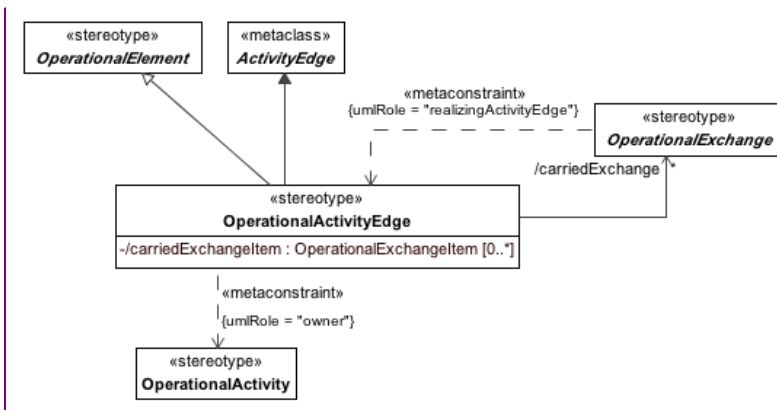 «stereotype»
OperationalElement
«metaclass»
ActivityEdge
«metaconstraint»
{umlRole = "realizingActivityEdge"}
«stereotype»
OperationalExchange
/carriedExchange *
«stereotype»
OperationalActivityEdge
-/carriedExchangeItem : OperationalExchangeItem [0..*]
«metaconstraint»
{umlRole = "owner"}
«stereotype»
OperationalActivity